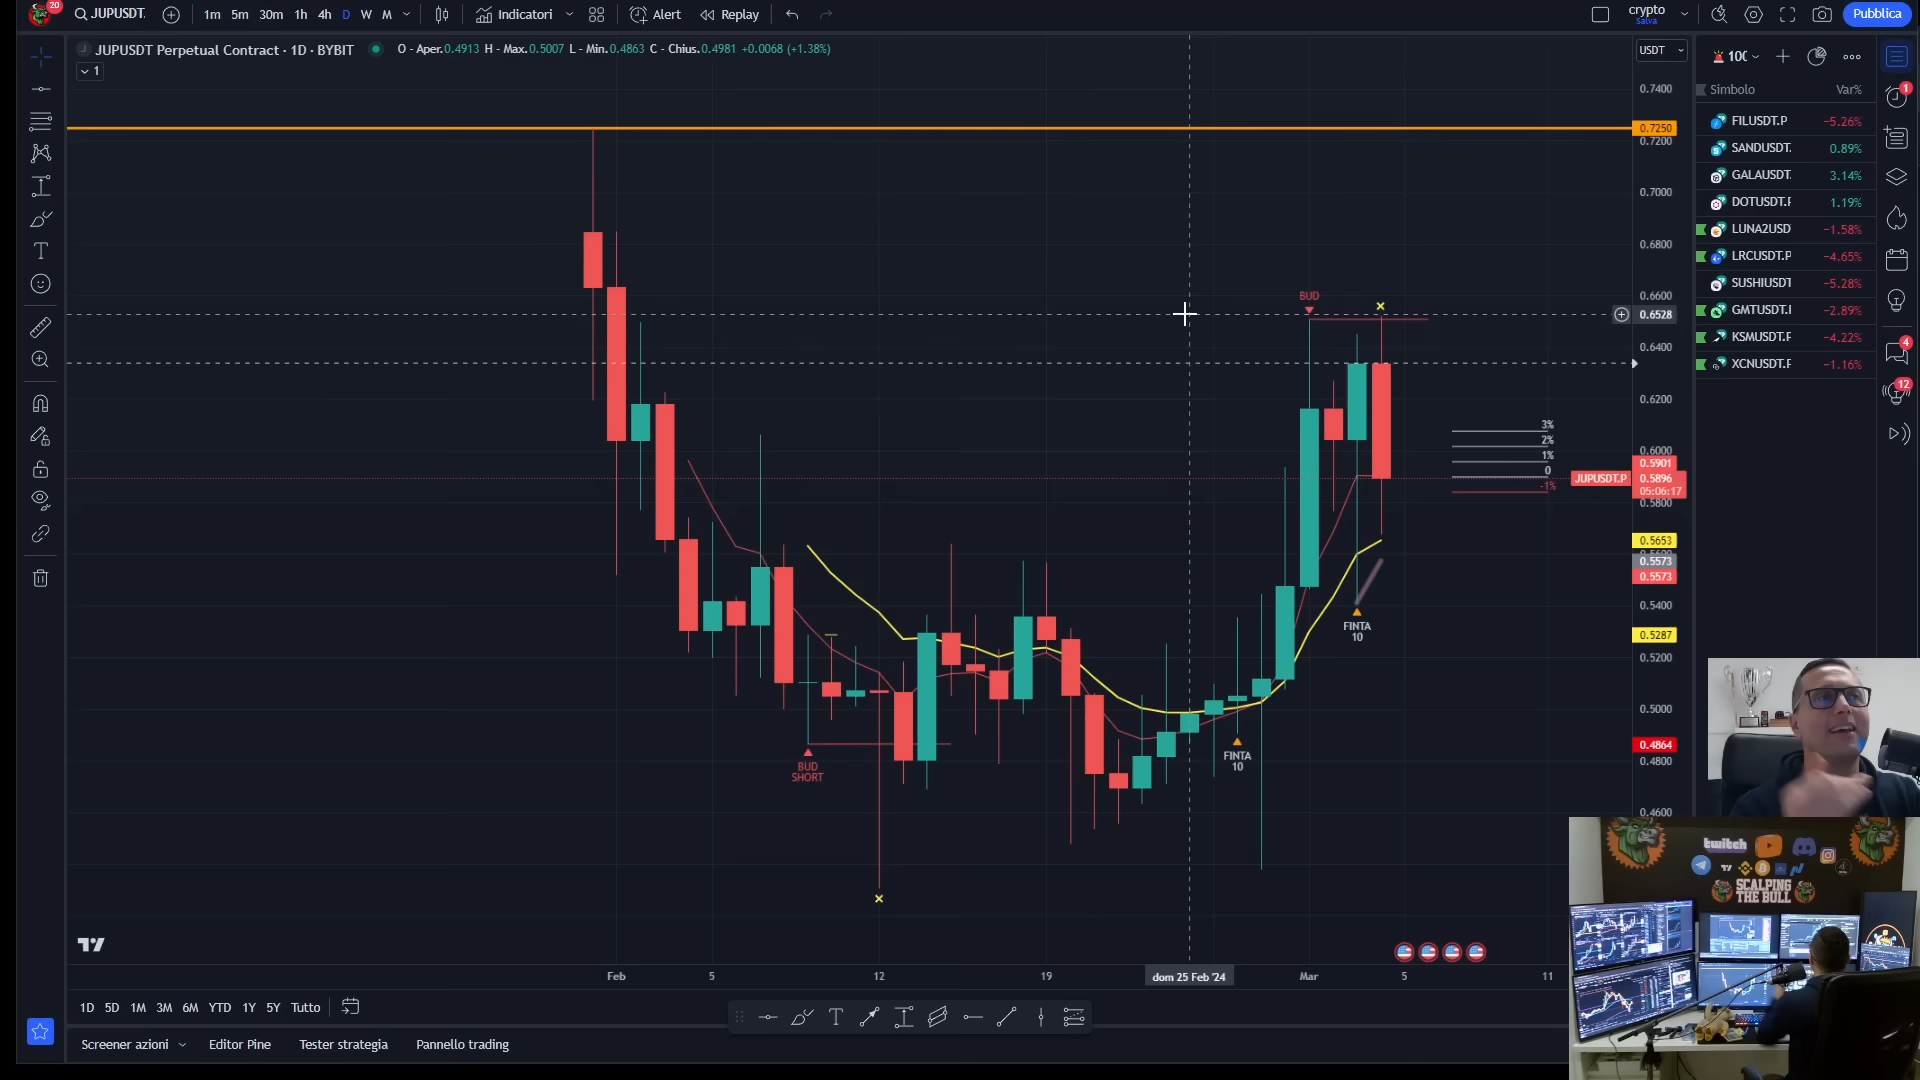 20
JUPUSDT.
1m 5m 30m 1h 4h D W M
Indicatori
Alert
Replay
crypto
Salva
Pubblica
JUPUSDT Perpetual Contract · 1D · BYBIT
O - Aper.0.4913 H - Max.0.5007 L - Min.0.4863 C - Chius.0.4981 +0.0068 (+1.38%)
1
USDT
0.7400
0.7250
0.7200
0.7000
0.6800
0.6600
0.6528
0.6400
0.6200
0.6000
0.5901
JUPUSDT.P 0.5896
05:06:17
0.5800
0.5653
0.5573
0.5573
0.5400
0.5287
0.5200
0.5000
0.4864
0.4800
0.4600
BUD
3%
2%
1%
0
-1%
FINTA
10
FINTA
10
BUD
SHORT
Feb 5 12 19 dom 25 Feb '24 Mar 5 11
Simbolo Var%
FILUSDT.P −5.26%
SANDUSDT. 0.89%
GALAUSDT. 3.14%
DOTUSDT.F 1.19%
LUNA2USD −1.58%
LRCUSDT.P −4.65%
SUSHIUSDT −5.28%
GMTUSDT.I −2.89%
KSMUSDT.F −4.22%
XCNUSDT.F −1.16%
1
4
12
1D 5D 1M 3M 6M YTD 1Y 5Y Tutto
Screener azioni Editor Pine Tester strategia Pannello trading
twitch
SCALPING
THE BULL